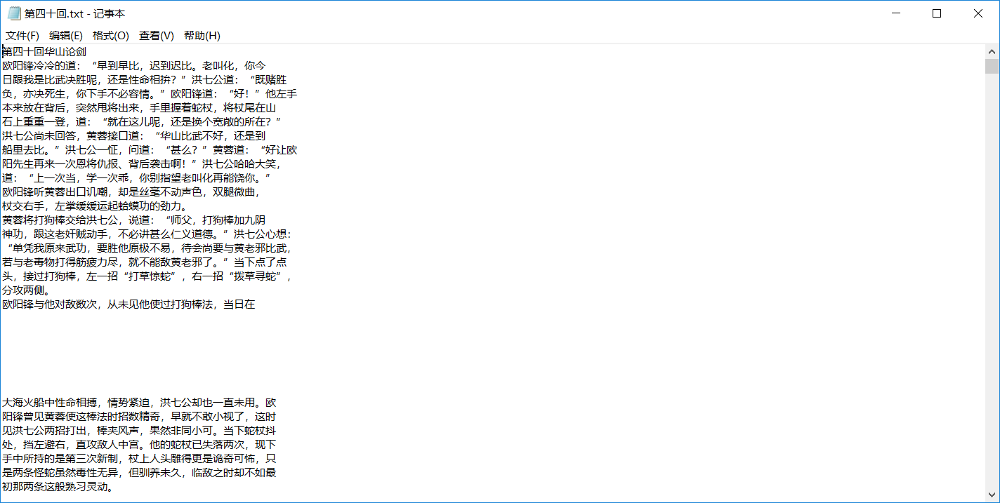 第四十回.txt - 记事本
文件(F) 编辑(E) 格式(O) 查看(V) 帮助(H)
第四十回华山论剑
欧阳锋冷冷的道：“早到早比，迟到迟比。老叫化，你今
日跟我是比武决胜呢，还是性命相拚？”洪七公道：“既赌胜
负，亦决死生，你下手不必容情。”欧阳锋道：“好！”他左手
本来放在背后，突然甩将出来，手里握着蛇杖，将杖尾在山
石上重重一登，道：“就在这儿呢，还是换个宽敞的所在？”
洪七公尚未回答，黄蓉接口道：“华山比武不好，还是到
船里去比。”洪七公一怔，问道：“甚么？”黄蓉道：“好让欧
阳先生再来一次恩将仇报、背后袭击啊！”洪七公哈哈大笑，
道：“上一次当，学一次乖，你别指望老叫化再能饶你。”
欧阳锋听黄蓉出口讥嘲，却是丝毫不动声色，双腿微曲，
杖交右手，左掌缓缓运起蛤蟆功的劲力。
黄蓉将打狗棒交给洪七公，说道：“师父，打狗棒加九阴
神功，跟这老奸贼动手，不必讲甚么仁义道德。”洪七公心想：
“单凭我原来武功，要胜他原极不易，待会尚要与黄老邪比武，
若与老毒物打得筋疲力尽，就不能敌黄老邪了。”当下点了点
头，接过打狗棒，左一招“打草惊蛇”，右一招“拨草寻蛇”，
分攻两侧。
欧阳锋与他对敌数次，从未见他使过打狗棒法，当日在
大海火船中性命相搏，情势紧迫，洪七公却也一直未用。欧
阳锋曾见黄蓉使这棒法时招数精奇，早就不敢小视了，这时
见洪七公两招打出，棒夹风声，果然非同小可。当下蛇杖抖
处，挡左避右，直攻敌人中宫。他的蛇杖已失落两次，现下
手中所持的是第三次新制，杖上人头雕得更是诡奇可怖，只
是两条怪蛇虽然毒性无异，但驯养未久，临敌之时却不如最
初那两条这般熟习灵动。